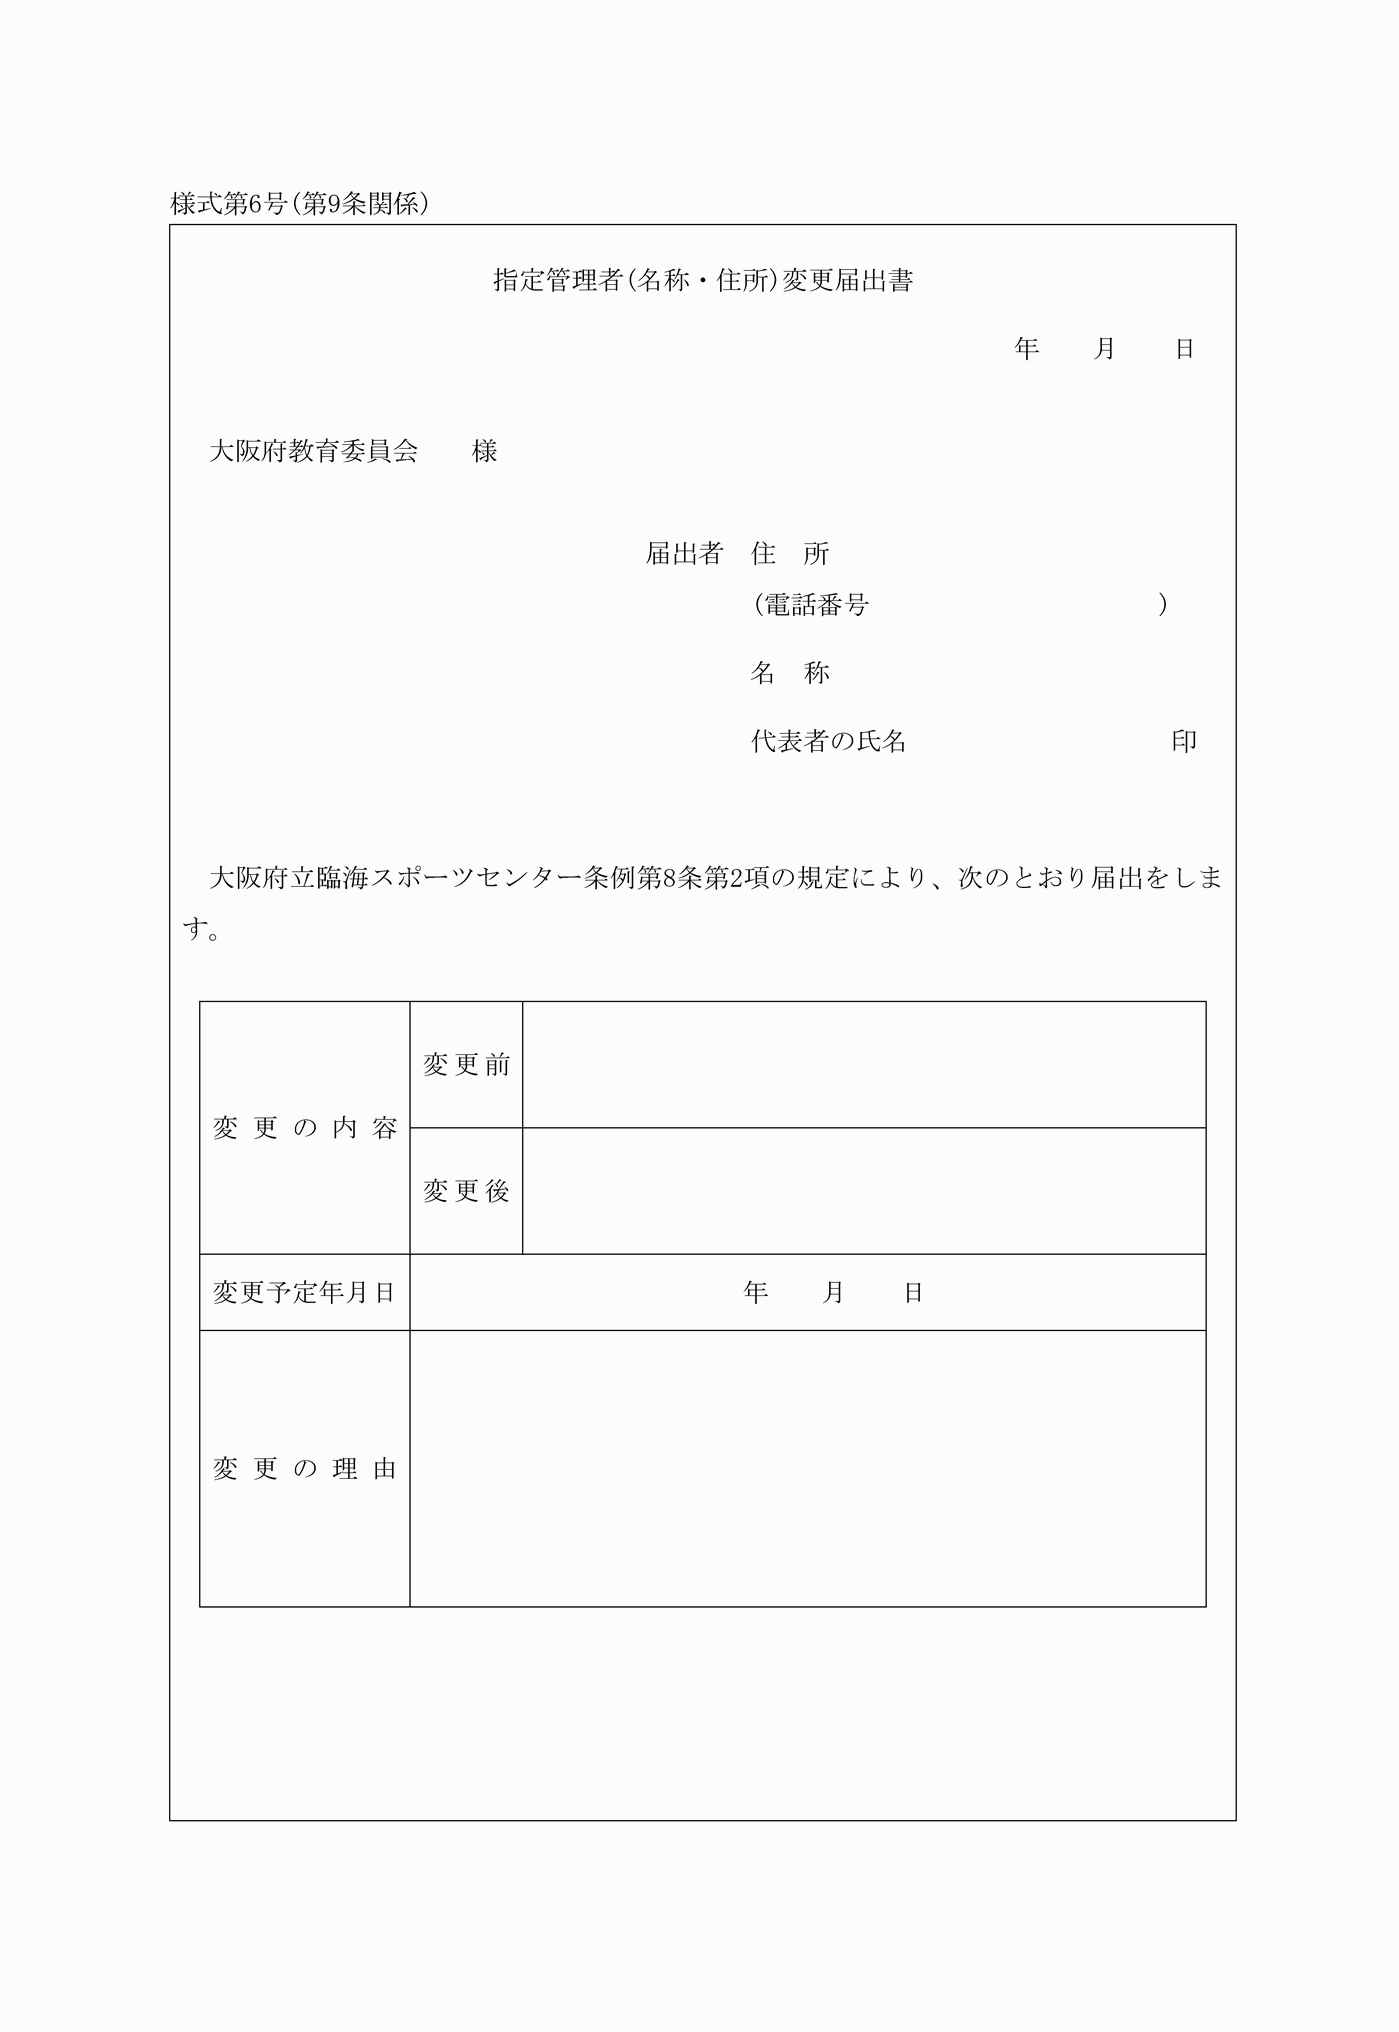 様式第6号(第9条関係)
指定管理者(名称・住所)変更届出書
年　　月　　日
大阪府教育委員会　　様
届出者　住　所
(電話番号　　　　　　　　　　　)
名　称
代表者の氏名　　　　　　　　　　印
大阪府立臨海スポーツセンター条例第8条第2項の規定により、次のとおり届出をしま
す。
変更の内容
変更前
変更後
変更予定年月日
年　　月　　日
変更の理由